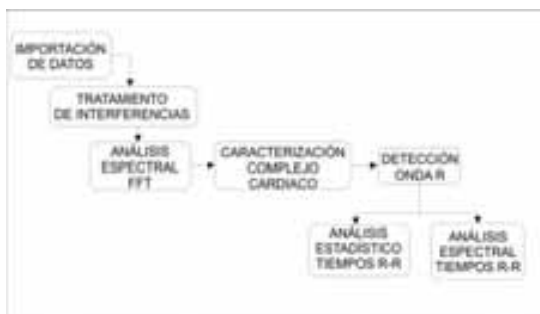 IMPORTACIÓN
DE DATOS
TRATAMIENTO
DE INTERFERENCIAS
ANÁLISIS
ESPECTRAL
FFT
CARACTERIZACIÓN
COMPLEJO
CARDIACO
DETECCIÓN
ONDA R
ANÁLISIS
ESTADÍSTICO
TIEMPOS R-R
ANÁLISIS
ESPECTRAL
TIEMPOS R-R